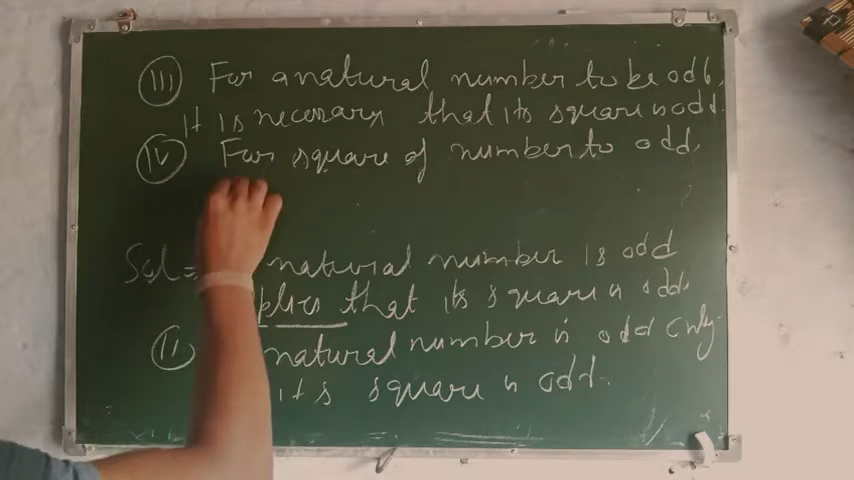 (III) For a natural number to be odd,
it is necessary that its square is odd.
(IV) For square of number to odd,
Sol = natural number is odd
plies that its square is odd.
(II) natural number is odd only
its square is odd.